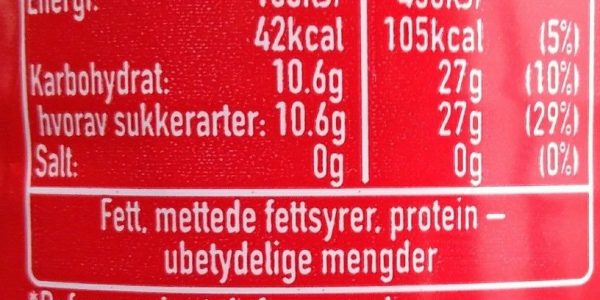 Energi:
42kcal 105kcal (5%)
Karbohydrat: 10.6g 27g (10%)
hvorav sukkerarter: 10.6g 27g (29%)
Salt: 0g 0g (0%)
Fett, mettede fettsyrer, protein –
ubetydelige mengder